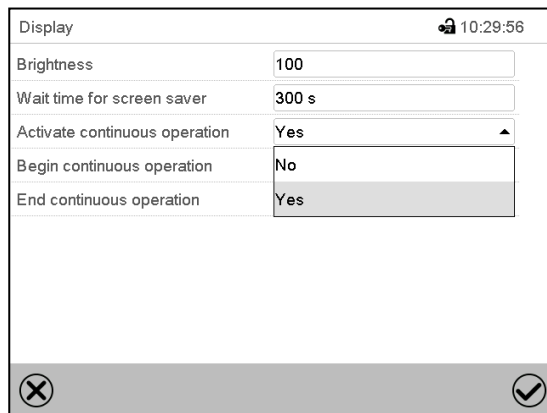 Display 10:29:56
Brightness 100
Wait time for screen saver 300 s
Activate continuous operation Yes
Begin continuous operation No
End continuous operation Yes